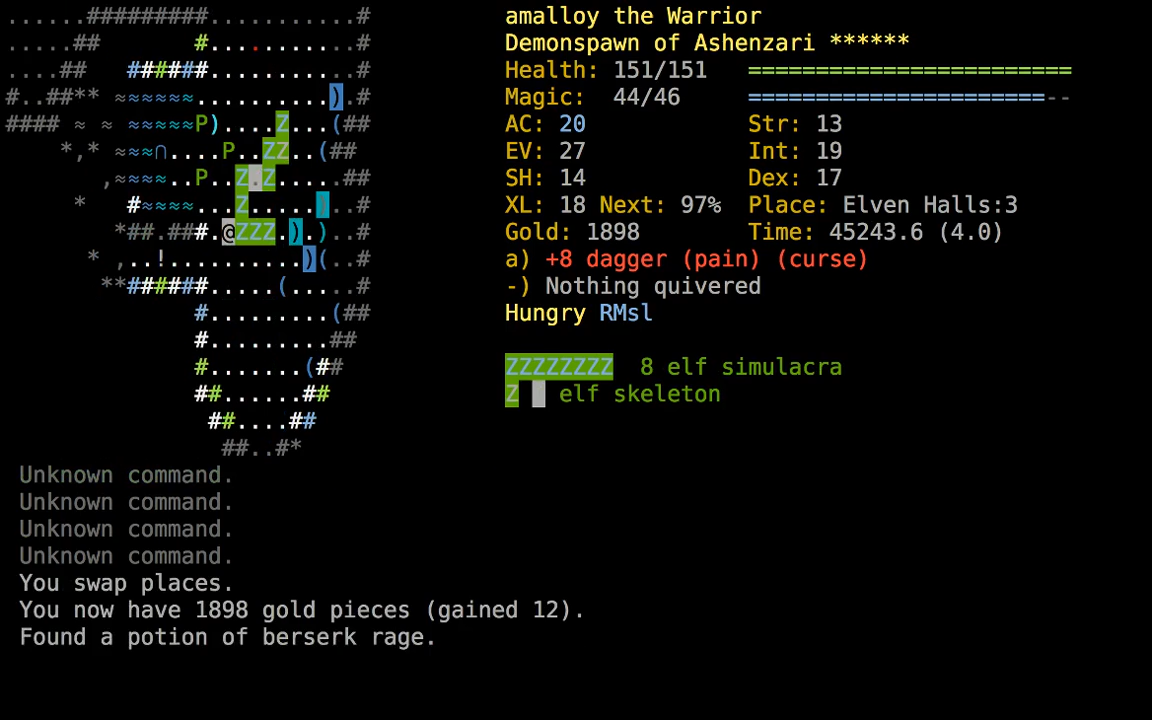 ......#########...........#     amalloy the Warrior
.....##       #...........#     Demonspawn of Ashenzari ******
....##   ######...........#     Health: 151/151   ========================
#..##** ≈≈≈≈≈≈..........).#     Magic:  44/46     ======================--
#### ≈ ≈ ≈≈≈≈≈P)....Z...(##     AC: 20            Str: 13
    *,* ≈≈≈∩....P..ZZ..(##      EV: 27            Int: 19
       ,≈≈≈≈..P..Z.Z.....##     SH: 14            Dex: 17
     *   #≈≈≈≈...Z.....)..#     XL: 18 Next: 97%  Place: Elven Halls:3
        *##.###.@ZZZ.).)..#     Gold: 1898        Time: 45243.6 (4.0)
      * ,..!..........)(..#     a) +8 dagger (pain) (curse)
       **######.....(.....#     -) Nothing quivered
              #.........(##     Hungry RMsl
              #.........##
              #.......(##       ZZZZZZZZ  8 elf simulacra
              ##......##        Z   elf skeleton
               ##....##
                ##..#*
Unknown command.
Unknown command.
Unknown command.
Unknown command.
You swap places.
You now have 1898 gold pieces (gained 12).
Found a potion of berserk rage.